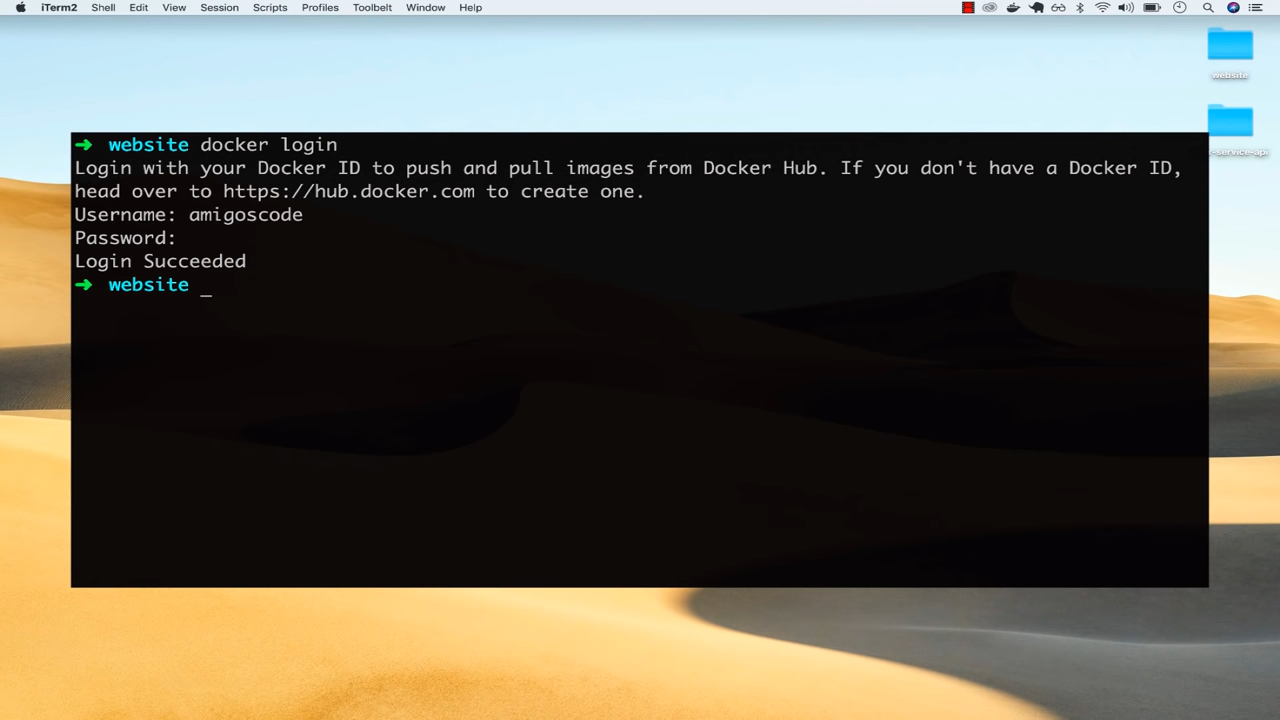 iTerm2 Shell Edit View Session Scripts Profiles Toolbelt Window Help
website
➜ website docker login
Login with your Docker ID to push and pull images from Docker Hub. If you don't have a Docker ID,
head over to https://hub.docker.com to create one.
Username: amigoscode
Password:
Login Succeeded
➜ website _